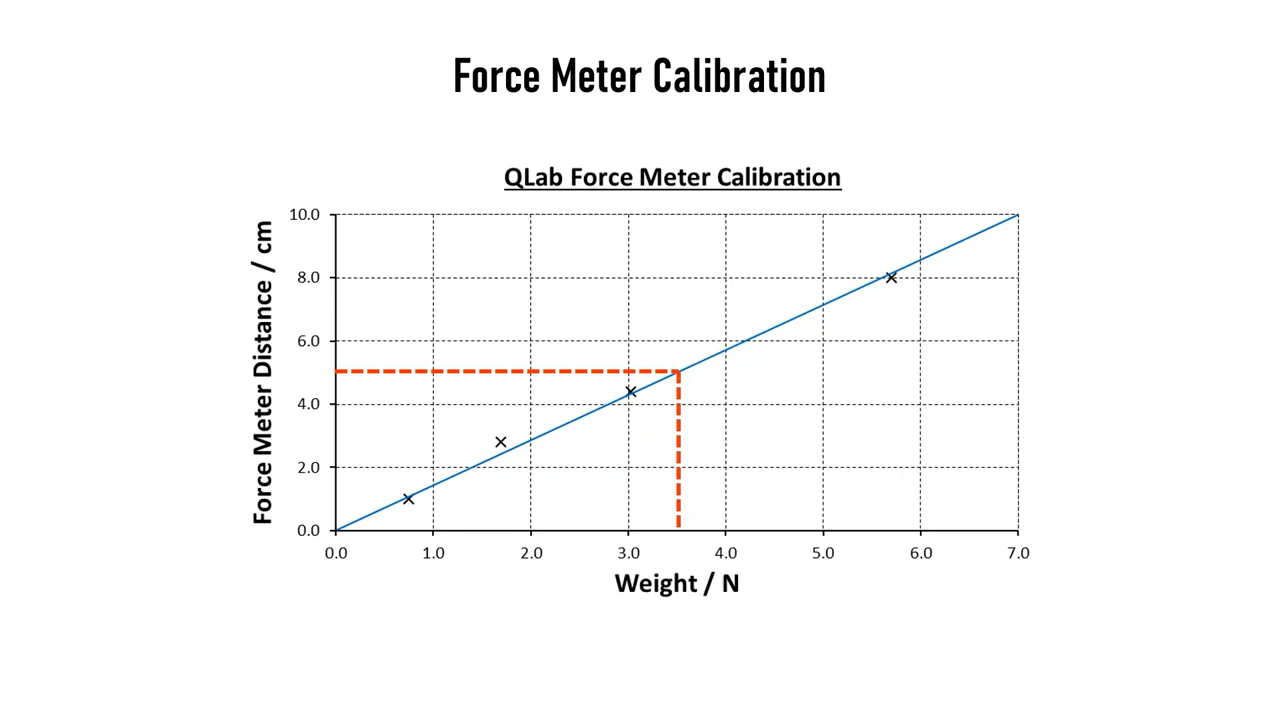 Force Meter Calibration
QLab Force Meter Calibration
Force Meter Distance / cm
10.0
8.0
6.0
4.0
2.0
0.0
0.0 1.0 2.0 3.0 4.0 5.0 6.0 7.0
Weight / N